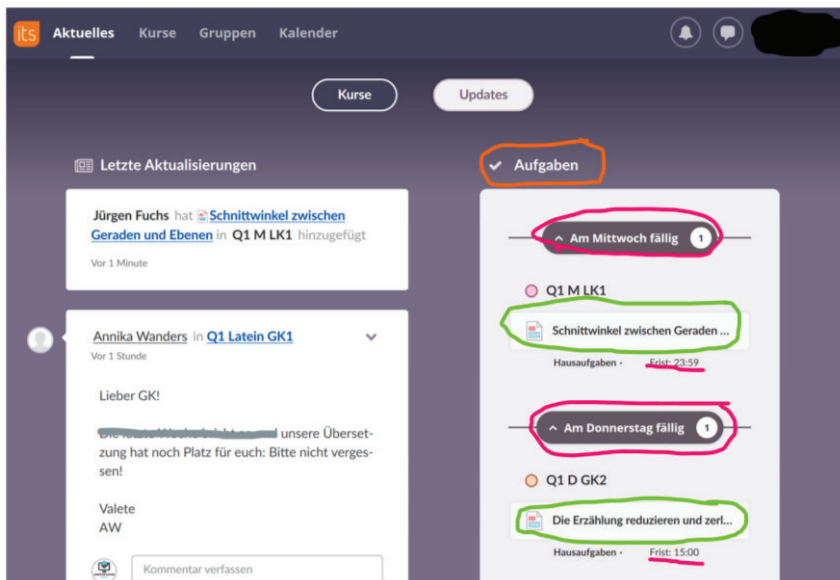 its Aktuelles Kurse Gruppen Kalender
Kurse Updates
Letzte Aktualisierungen
Jürgen Fuchs hat Schnittwinkel zwischen
Geraden und Ebenen in Q1 M LK1 hinzugefügt
Vor 1 Minute
Annika Wanders in Q1 Latein GK1
Vor 1 Stunde
Lieber GK!
unsere Überset-
zung hat noch Platz für euch: Bitte nicht verges-
sen!
Valete
AW
Kommentar verfassen
Aufgaben
Am Mittwoch fällig 1
Q1 M LK1
Schnittwinkel zwischen Geraden ...
Hausaufgaben · Frist: 23:59
Am Donnerstag fällig 1
Q1 D GK2
Die Erzählung reduzieren und zerl...
Hausaufgaben · Frist: 15:00